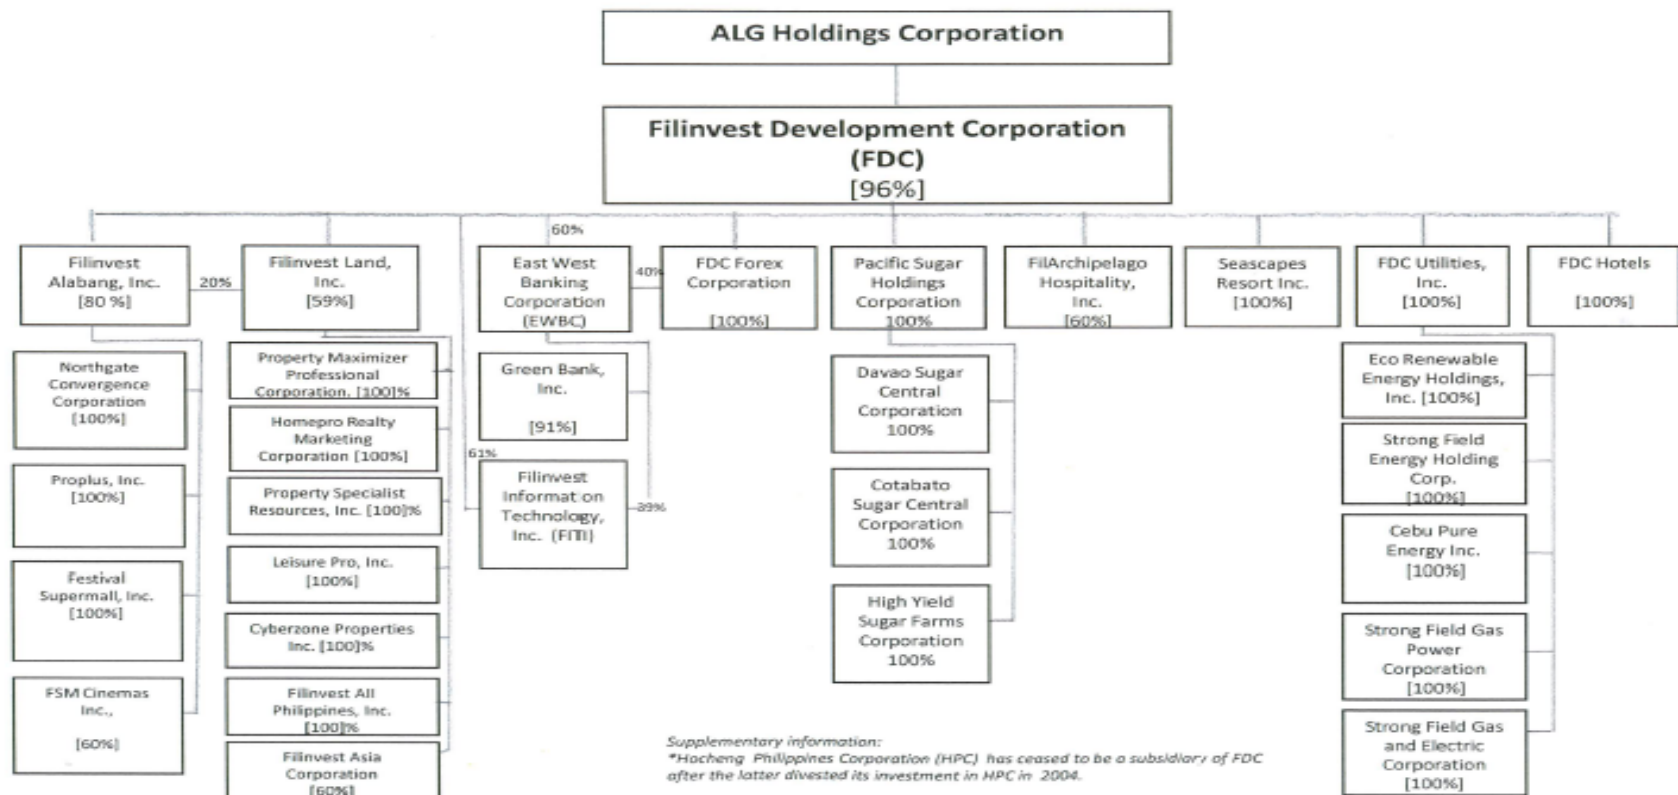 ALG Holdings Corporation
Filinvest Development Corporation
(FDC)
[96%]
Filinvest
Alabang, Inc.
[80 %]
20%
Filinvest Land,
Inc.
[59%]
60%
East West
Banking
Corporation
(EWBC)
40%
FDC Forex
Corporation
[100%]
Pacific Sugar
Holdings
Corporation
100%
FilArchipelago
Hospitality,
Inc.
[60%]
Seascapes
Resort Inc.
[100%]
FDC Utilities,
Inc.
[100%]
FDC Hotels
[100%]
Northgate
Convergence
Corporation
[100%]
Proplus, Inc.
[100%]
Festival
Supermall, Inc.
[100%]
FSM Cinemas
Inc.,
[60%]
Property Maximizer
Professional
Corporation. [100]%
Homepro Realty
Marketing
Corporation [100%]
Property Specialist
Resources, Inc. [100]%
Leisure Pro, Inc.
[100%]
Cyberzone Properties
Inc. [100]%
Filinvest All
Philippines, Inc.
[100]%
Filinvest Asia
Corporation
[60%]
Green Bank,
Inc.
[91%]
61%
Filinvest
Information
Technology,
Inc. (FITI)
39%
Davao Sugar
Central
Corporation
100%
Cotabato
Sugar Central
Corporation
100%
High Yield
Sugar Farms
Corporation
100%
Eco Renewable
Energy Holdings,
Inc. [100%]
Strong Field
Energy Holding
Corp.
[100%]
Cebu Pure
Energy Inc.
[100%]
Strong Field Gas
Power
Corporation
[100%]
Strong Field Gas
and Electric
Corporation
[100%]
Supplementary information:
*Hocheng Philippines Corporation (HPC) has ceased to be a subsidiary of FDC
after the latter divested its investment in HPC in 2004.